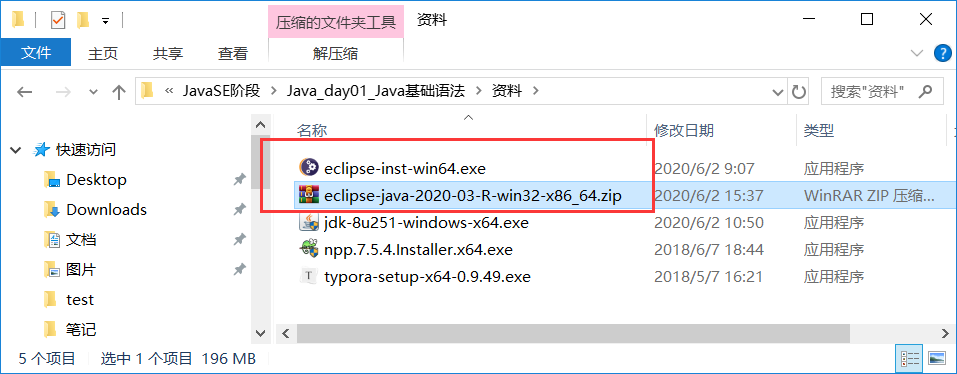 压缩的文件夹工具 资料
文件 主页 共享 查看 解压缩
« JavaSE阶段 Java_day01_Java基础语法 资料 搜索"资料"
名称 修改日期 类型
快速访问
Desktop
Downloads
文档
图片
test
笔记
eclipse-inst-win64.exe 2020/6/2 9:07 应用程序
eclipse-java-2020-03-R-win32-x86_64.zip 2020/6/2 15:37 WinRAR ZIP 压缩...
jdk-8u251-windows-x64.exe 2020/6/2 10:50 应用程序
npp.7.5.4.Installer.x64.exe 2018/6/7 18:44 应用程序
typora-setup-x64-0.9.49.exe 2018/5/7 16:21 应用程序
5 个项目 选中 1 个项目 196 MB